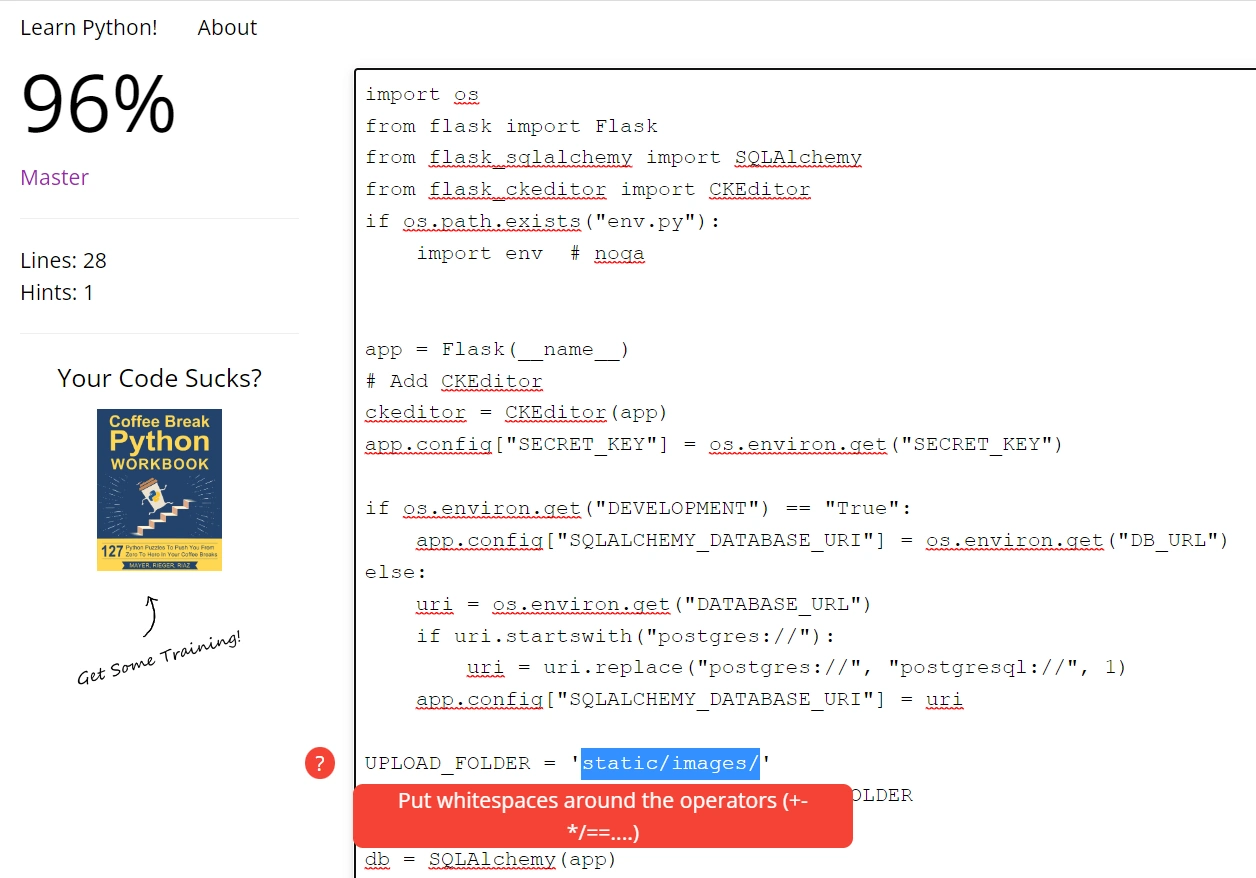 Learn Python! About
96%
Master
Lines: 28
Hints: 1
Your Code Sucks?
Coffee Break
Python
WORKBOOK
127 Python Puzzles To Push You From
Zero To Hero In Your Coffee Breaks
MAYER, RIEGER, RIAZ
Get Some Training!
import os
from flask import Flask
from flask_sqlalchemy import SQLAlchemy
from flask_ckeditor import CKEditor
if os.path.exists("env.py"):
    import env  # noqa
app = Flask(__name__)
# Add CKEditor
ckeditor = CKEditor(app)
app.config["SECRET_KEY"] = os.environ.get("SECRET_KEY")
if os.environ.get("DEVELOPMENT") == "True":
    app.config["SQLALCHEMY_DATABASE_URI"] = os.environ.get("DB_URL")
else:
    uri = os.environ.get("DATABASE_URL")
    if uri.startswith("postgres://"):
        uri = uri.replace("postgres://", "postgresql://", 1)
    app.config["SQLALCHEMY_DATABASE_URI"] = uri
?
UPLOAD_FOLDER = 'static/images/'
OLDER
Put whitespaces around the operators (+-
*/==....)
db = SQLAlchemy(app)